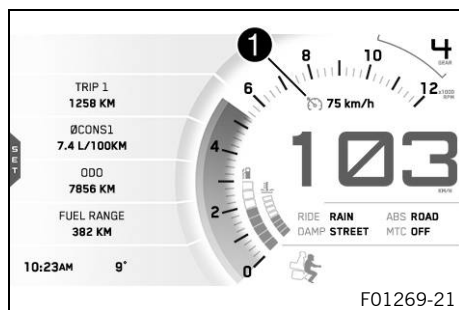 1
4
GEAR
TRIP 1
1258 KM
ØCONS1
7.4 L/100KM
ODO
7856 KM
FUEL RANGE
382 KM
SET
10:23AM 9°
0
2
4
6
8
10
12
x1000
RPM
75 km/h
103
KM/H
RIDE RAIN ABS ROAD
DAMP STREET MTC OFF
F01269-21